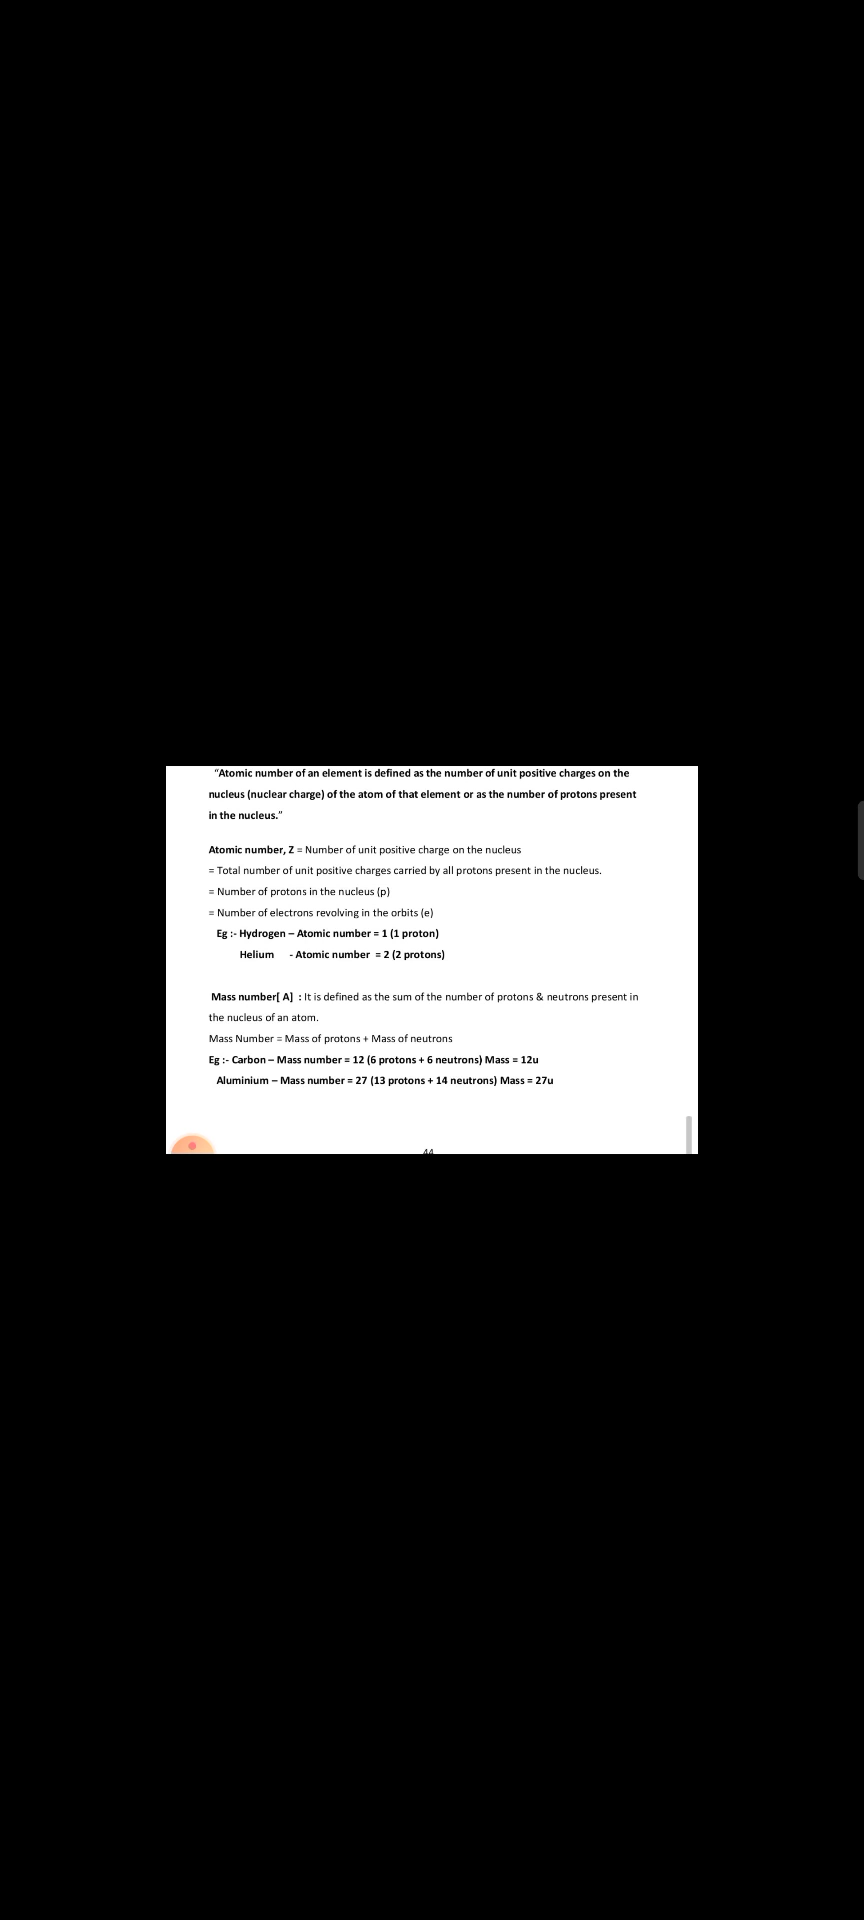 “Atomic number of an element is defined as the number of unit positive charges on the
nucleus (nuclear charge) of the atom of that element or as the number of protons present
in the nucleus.”
Atomic number, Z = Number of unit positive charge on the nucleus
= Total number of unit positive charges carried by all protons present in the nucleus.
= Number of protons in the nucleus (p)
= Number of electrons revolving in the orbits (e)
Eg :- Hydrogen – Atomic number = 1 (1 proton)
Helium - Atomic number = 2 (2 protons)
Mass number[ A] : It is defined as the sum of the number of protons & neutrons present in
the nucleus of an atom.
Mass Number = Mass of protons + Mass of neutrons
Eg :- Carbon – Mass number = 12 (6 protons + 6 neutrons) Mass = 12u
Aluminium – Mass number = 27 (13 protons + 14 neutrons) Mass = 27u
44